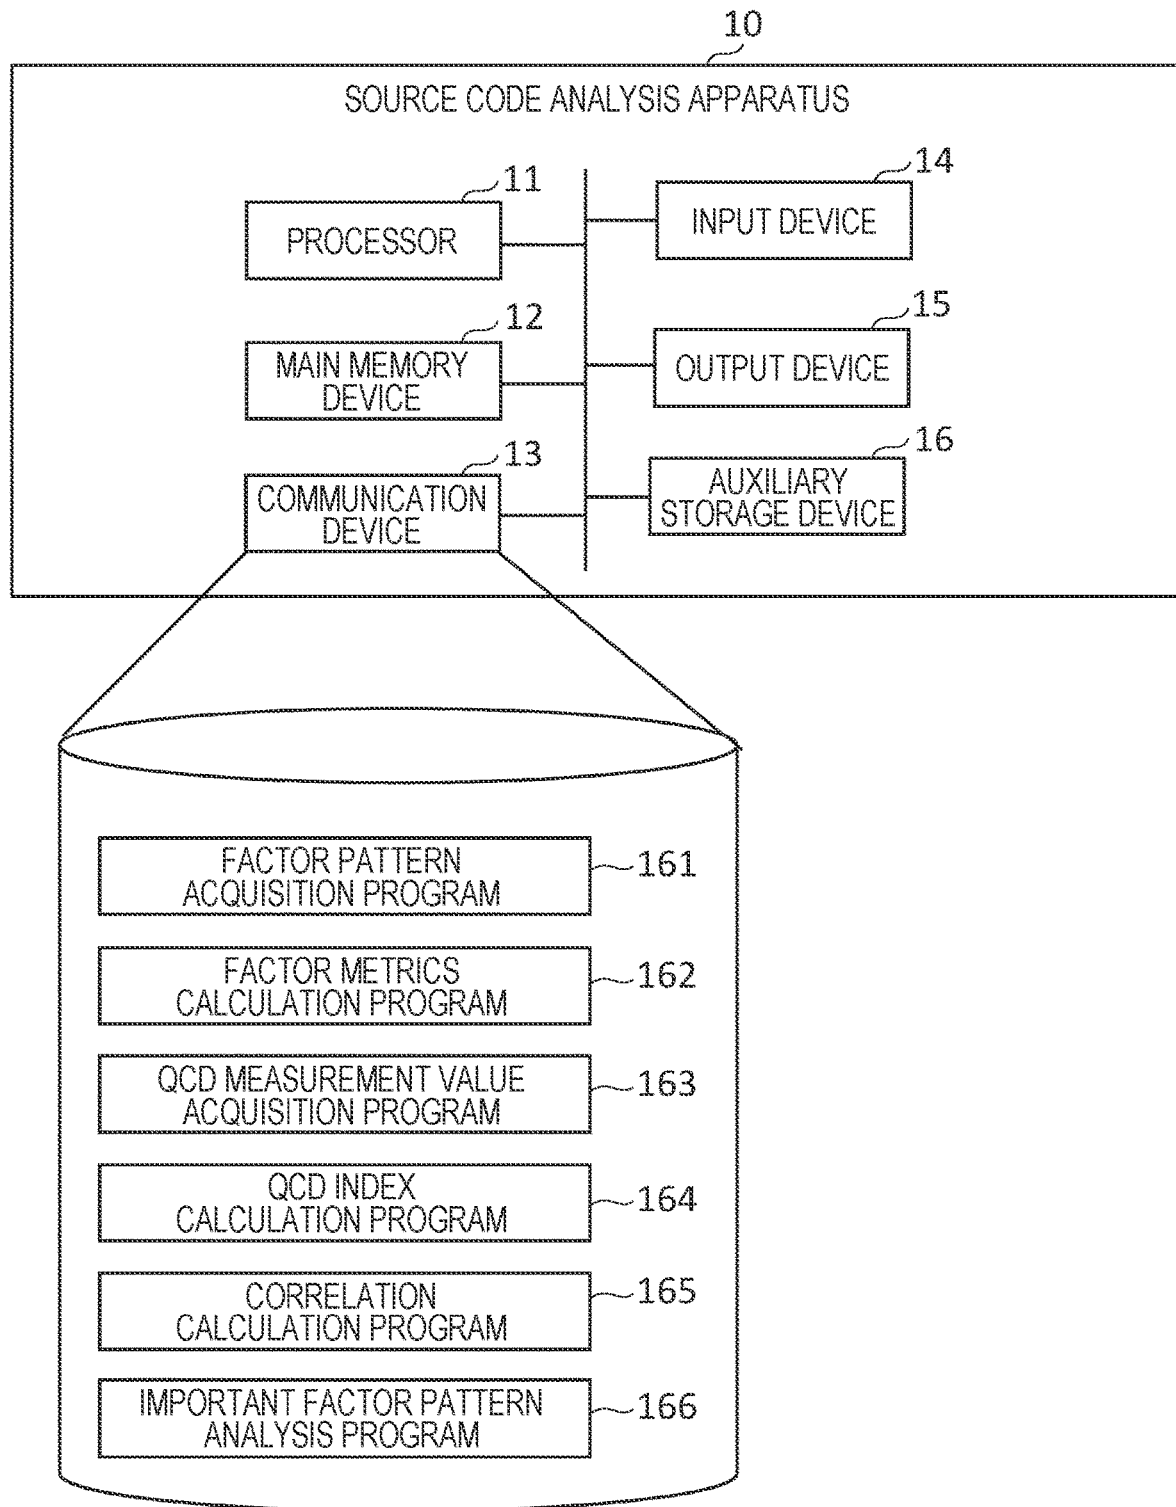 10
SOURCE CODE ANALYSIS APPARATUS
11
PROCESSOR
14
INPUT DEVICE
12
MAIN MEMORY
DEVICE
15
OUTPUT DEVICE
13
COMMUNICATION
DEVICE
16
AUXILIARY
STORAGE DEVICE
FACTOR PATTERN
ACQUISITION PROGRAM
161
FACTOR METRICS
CALCULATION PROGRAM
162
QCD MEASUREMENT VALUE
ACQUISITION PROGRAM
163
QCD INDEX
CALCULATION PROGRAM
164
CORRELATION
CALCULATION PROGRAM
165
IMPORTANT FACTOR PATTERN
ANALYSIS PROGRAM
166